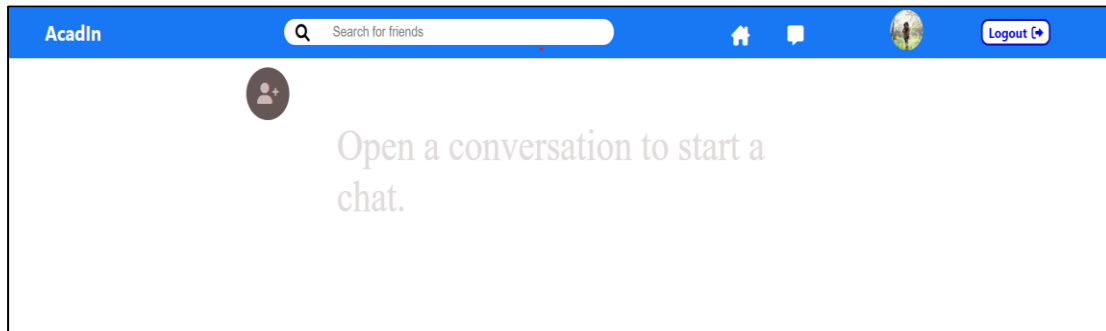 AcadIn
Search for friends
Logout
Open a conversation to start a
chat.